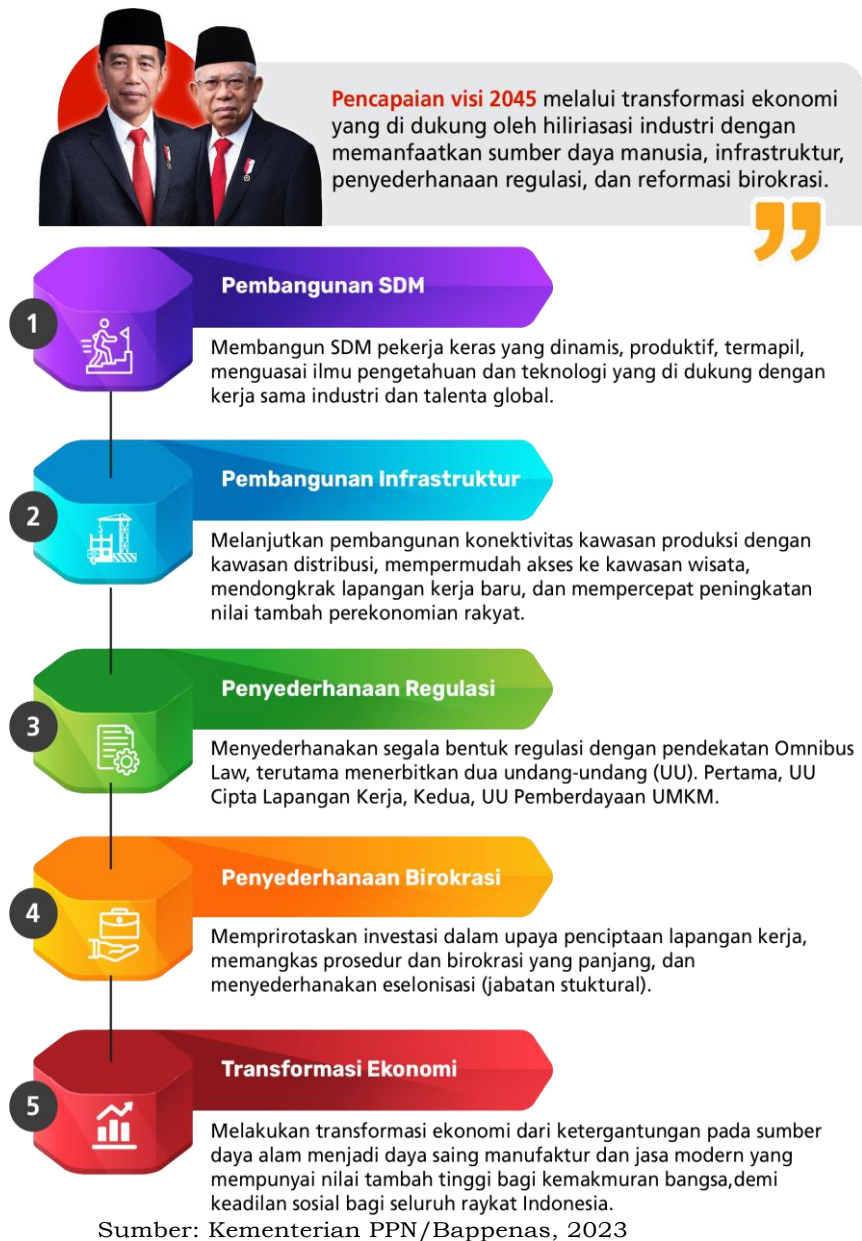 Pencapaian visi 2045 melalui transformasi ekonomi
yang di dukung oleh hiliriasasi industri dengan
memanfaatkan sumber daya manusia, infrastruktur,
penyederhanaan regulasi, dan reformasi birokrasi.
”
Pembangunan SDM
1
Membangun SDM pekerja keras yang dinamis, produktif, termapil,
menguasai ilmu pengetahuan dan teknologi yang di dukung dengan
kerja sama industri dan talenta global.
Pembangunan Infrastruktur
2
Melanjutkan pembangunan konektivitas kawasan produksi dengan
kawasan distribusi, mempermudah akses ke kawasan wisata,
mendongkrak lapangan kerja baru, dan mempercepat peningkatan
nilai tambah perekonomian rakyat.
Penyederhanaan Regulasi
3
Menyederhanakan segala bentuk regulasi dengan pendekatan Omnibus
Law, terutama menerbitkan dua undang-undang (UU). Pertama, UU
Cipta Lapangan Kerja, Kedua, UU Pemberdayaan UMKM.
Penyederhanaan Birokrasi
4
Memprirotaskan investasi dalam upaya penciptaan lapangan kerja,
memangkas prosedur dan birokrasi yang panjang, dan
menyederhanakan eselonisasi (jabatan stuktural).
Transformasi Ekonomi
5
Melakukan transformasi ekonomi dari ketergantungan pada sumber
daya alam menjadi daya saing manufaktur dan jasa modern yang
mempunyai nilai tambah tinggi bagi kemakmuran bangsa,demi
keadilan sosial bagi seluruh raykat Indonesia.
Sumber: Kementerian PPN/Bappenas, 2023